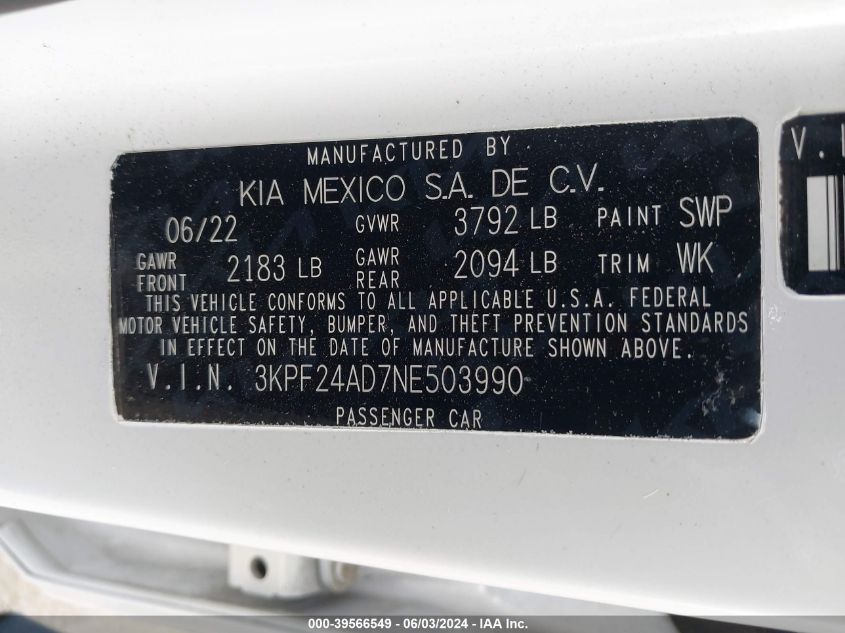 MANUFACTURED BY
KIA MEXICO S.A. DE C.V.
06/22 GVWR 3792 LB PAINT SWP
GAWR FRONT 2183 LB GAWR REAR 2094 LB TRIM WK
THIS VEHICLE CONFORMS TO ALL APPLICABLE U.S.A. FEDERAL
MOTOR VEHICLE SAFETY, BUMPER, AND THEFT PREVENTION STANDARDS
IN EFFECT ON THE DATE OF MANUFACTURE SHOWN ABOVE.
V.I.N. 3KPF24AD7NE503990
PASSENGER CAR
V.I
000-39566549 - 06/03/2024 - IAA Inc.